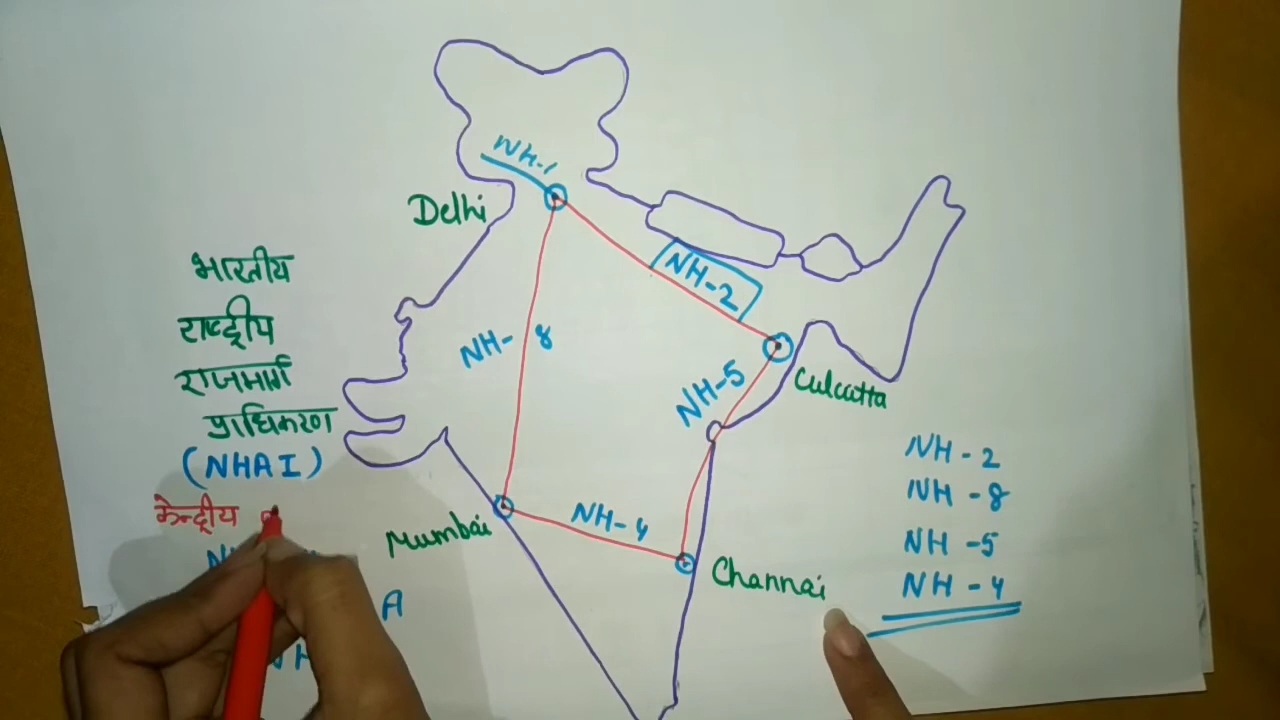 NH-1
Delhi
भारतीय
राष्ट्रीय
राजमार्ग
प्राधिकरण
(NHAI)
केन्द्रीय
NH-2
NH-8
NH-5
Culcutta
NH-4
Mumbai
Channai
NH-2
NH-8
NH-5
NH-4
A
NH